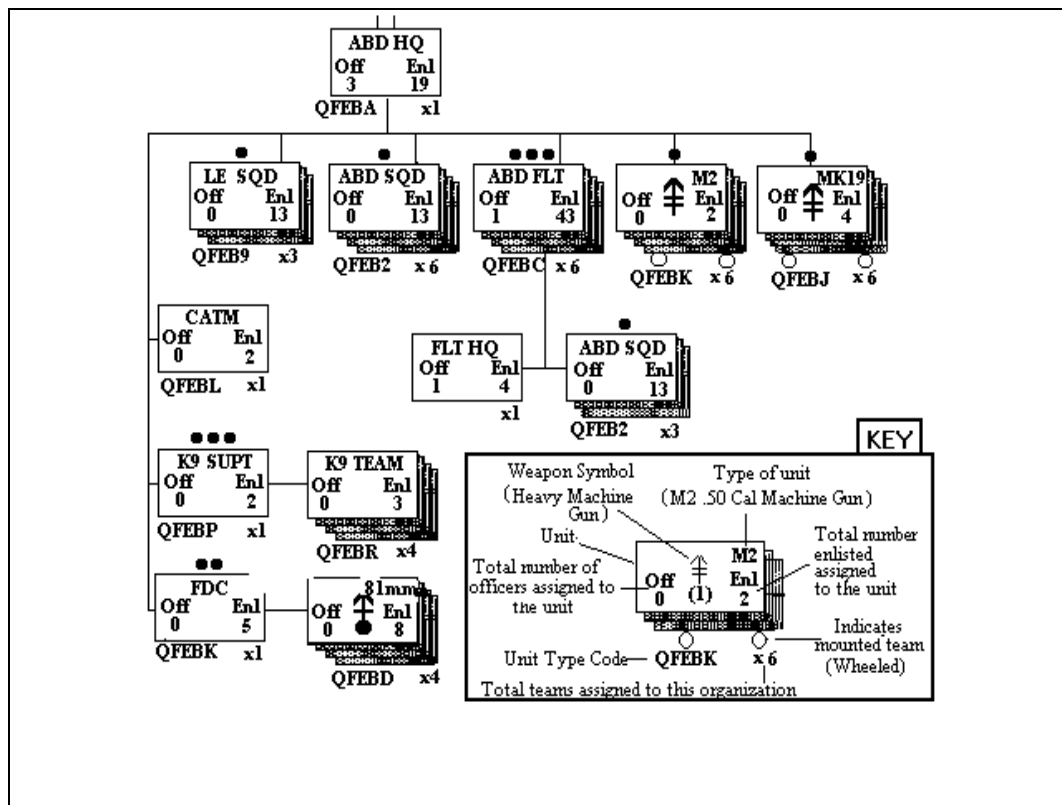 ABD HQ
Off Enl
3 19
QFEBA x1
LE SQD
Off Enl
0 13
QFEB9 x3
ABD SQD
Off Enl
0 13
QFEB2 x 6
ABD FLT
Off Enl
1 43
QFEBC x 6
M2
Off Enl
0 2
QFEBK x 6
MK19
Off Enl
0 4
QFEBJ x 6
CATM
Off Enl
0 2
QFEBL x1
FLT HQ
Off Enl
1 4
x1
ABD SQD
Off Enl
0 13
QFEB2 x3
K9 SUPT
Off Enl
0 2
QFEBP x1
K9 TEAM
Off Enl
0 3
QFEBR x4
FDC
Off Enl
0 5
QFEBK x1
81mm
Off Enl
0 8
QFEBD x4
KEY
Weapon Symbol
(Heavy Machine
Gun)
Type of unit
(M2 .50 Cal Machine Gun)
Unit
Total number of
officers assigned to
the unit
M2
Off Enl
0 (1) 2
Total number
enlisted
assigned
to the unit
Indicates
mounted team
(Wheeled)
Unit Type Code QFEBK x 6
Total teams assigned to this organization